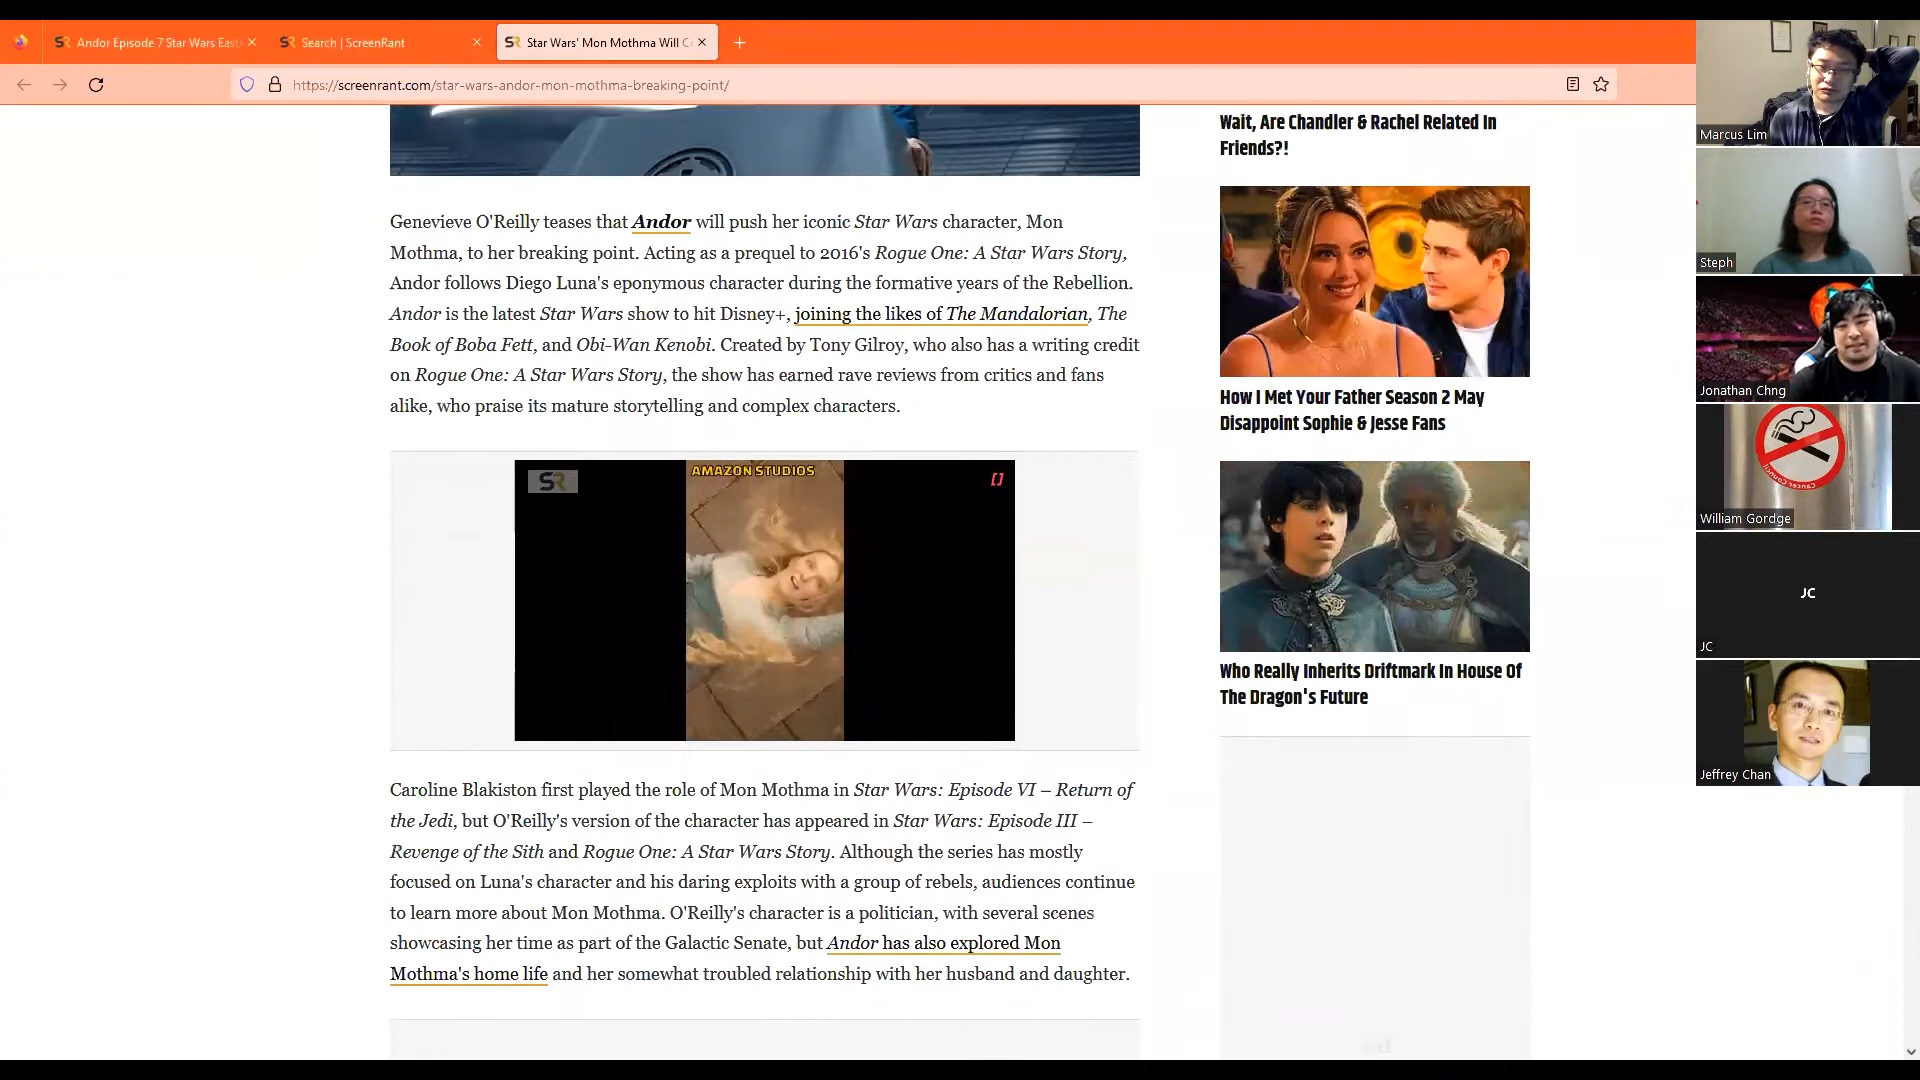 Andor Episode 7 Star Wars East
Search | ScreenRant
Star Wars' Mon Mothma Will C
https://screenrant.com/star-wars-andor-mon-mothma-breaking-point/
Genevieve O'Reilly teases that Andor will push her iconic Star Wars character, Mon
Mothma, to her breaking point. Acting as a prequel to 2016's Rogue One: A Star Wars Story,
Andor follows Diego Luna's eponymous character during the formative years of the Rebellion.
Andor is the latest Star Wars show to hit Disney+, joining the likes of The Mandalorian, The
Book of Boba Fett, and Obi-Wan Kenobi. Created by Tony Gilroy, who also has a writing credit
on Rogue One: A Star Wars Story, the show has earned rave reviews from critics and fans
alike, who praise its mature storytelling and complex characters.
SR
AMAZON STUDIOS
Caroline Blakiston first played the role of Mon Mothma in Star Wars: Episode VI – Return of
the Jedi, but O'Reilly's version of the character has appeared in Star Wars: Episode III –
Revenge of the Sith and Rogue One: A Star Wars Story. Although the series has mostly
focused on Luna's character and his daring exploits with a group of rebels, audiences continue
to learn more about Mon Mothma. O'Reilly's character is a politician, with several scenes
showcasing her time as part of the Galactic Senate, but Andor has also explored Mon
Mothma's home life and her somewhat troubled relationship with her husband and daughter.
Wait, Are Chandler & Rachel Related In
Friends?!
How I Met Your Father Season 2 May
Disappoint Sophie & Jesse Fans
Who Really Inherits Driftmark In House Of
The Dragon's Future
Marcus Lim
Steph
Jonathan Chng
Cancer Council
William Gordge
JC
JC
Jeffrey Chan